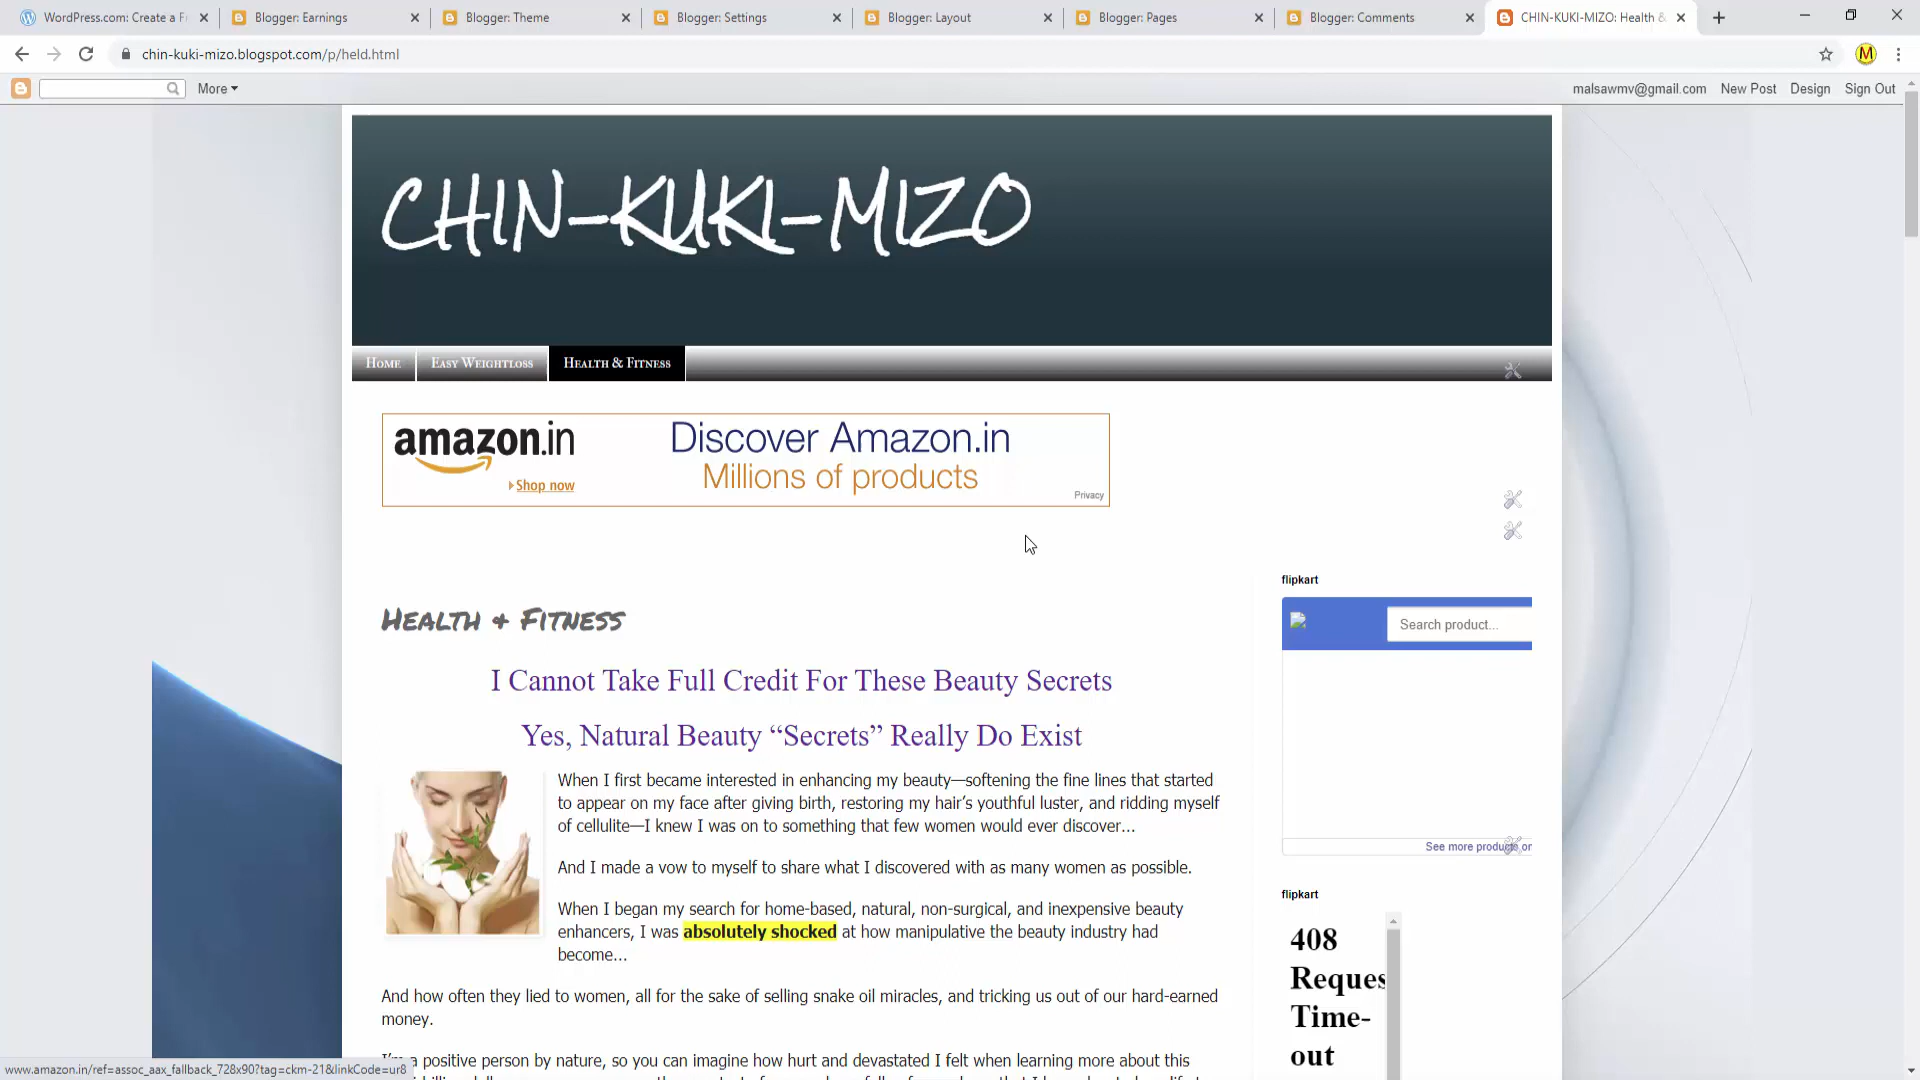 WordPress.com: Create a F
Blogger: Earnings
Blogger: Theme
Blogger: Settings
Blogger: Layout
Blogger: Pages
Blogger: Comments
CHIN-KUKI-MIZO: Health &
chin-kuki-mizo.blogspot.com/p/held.html
M
More
malsawmv@gmail.com
New Post
Design
Sign Out
CHIN-KUKI-MIZO
Home
Easy Weightloss
Health & Fitness
amazon.in
Shop now
Discover Amazon.in
Millions of products
Privacy
Health & Fitness
I Cannot Take Full Credit For These Beauty Secrets
Yes, Natural Beauty “Secrets” Really Do Exist
When I first became interested in enhancing my beauty—softening the fine lines that started
to appear on my face after giving birth, restoring my hair’s youthful luster, and ridding myself
of cellulite—I knew I was on to something that few women would ever discover…
And I made a vow to myself to share what I discovered with as many women as possible.
When I began my search for home-based, natural, non-surgical, and inexpensive beauty
enhancers, I was absolutely shocked at how manipulative the beauty industry had
become…
And how often they lied to women, all for the sake of selling snake oil miracles, and tricking us out of our hard-earned
money.
I’m a positive person by nature, so you can imagine how hurt and devastated I felt when learning more about this
flipkart
Search product...
See more products on
flipkart
408
Reques
Time-
out
www.amazon.in/ref=assoc_aax_fallback_728x90?tag=ckm-21&linkCode=ur8